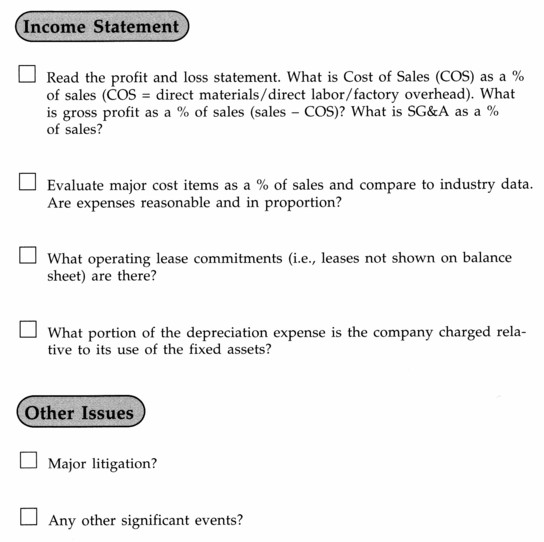 Income Statement
Read the profit and loss statement. What is Cost of Sales (COS) as a %
of sales (COS = direct materials/direct labor/factory overhead). What
is gross profit as a % of sales (sales – COS)? What is SG&A as a %
of sales?
Evaluate major cost items as a % of sales and compare to industry data.
Are expenses reasonable and in proportion?
What operating lease commitments (i.e., leases not shown on balance
sheet) are there?
What portion of the depreciation expense is the company charged rela-
tive to its use of the fixed assets?
Other Issues
Major litigation?
Any other significant events?